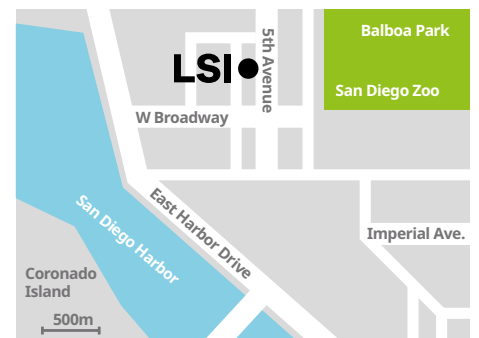 Balboa Park
5th Avenue
LSI
San Diego Zoo
W Broadway
East Harbor Drive
San Diego Harbor
Imperial Ave.
Coronado
Island
500m